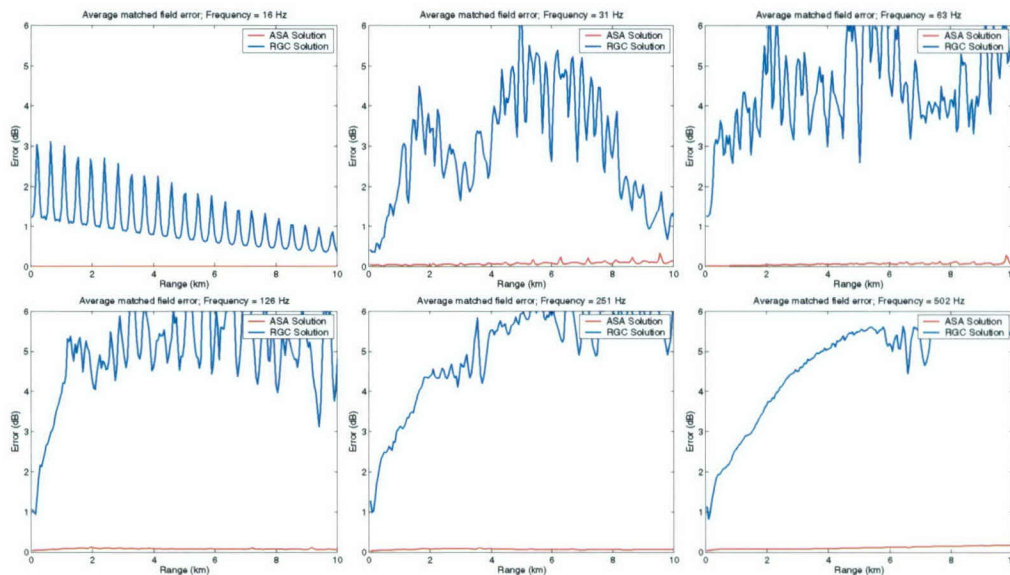 Average matched field error; Frequency = 16 Hz
6
5
4
3
2
1
0
Error (dB)
ASA Solution
RGC Solution
0 2 4 6 8 10
Range (km)
Average matched field error; Frequency = 31 Hz
6
5
4
3
2
1
0
Error (dB)
ASA Solution
RGC Solution
0 2 4 6 8 10
Range (km)
Average matched field error; Frequency = 63 Hz
6
5
4
3
2
1
0
Error (dB)
ASA Solution
RGC Solution
0 2 4 6 8 10
Range (km)
Average matched field error; Frequency = 126 Hz
6
5
4
3
2
1
0
Error (dB)
ASA Solution
RGC Solution
0 2 4 6 8 10
Range (km)
Average matched field error; Frequency = 251 Hz
6
5
4
3
2
1
0
Error (dB)
ASA Solution
RGC Solution
0 2 4 6 8 10
Range (km)
Average matched field error; Frequency = 502 Hz
6
5
4
3
2
1
0
Error (dB)
ASA Solution
RGC Solution
0 2 4 6 8 10
Range (km)